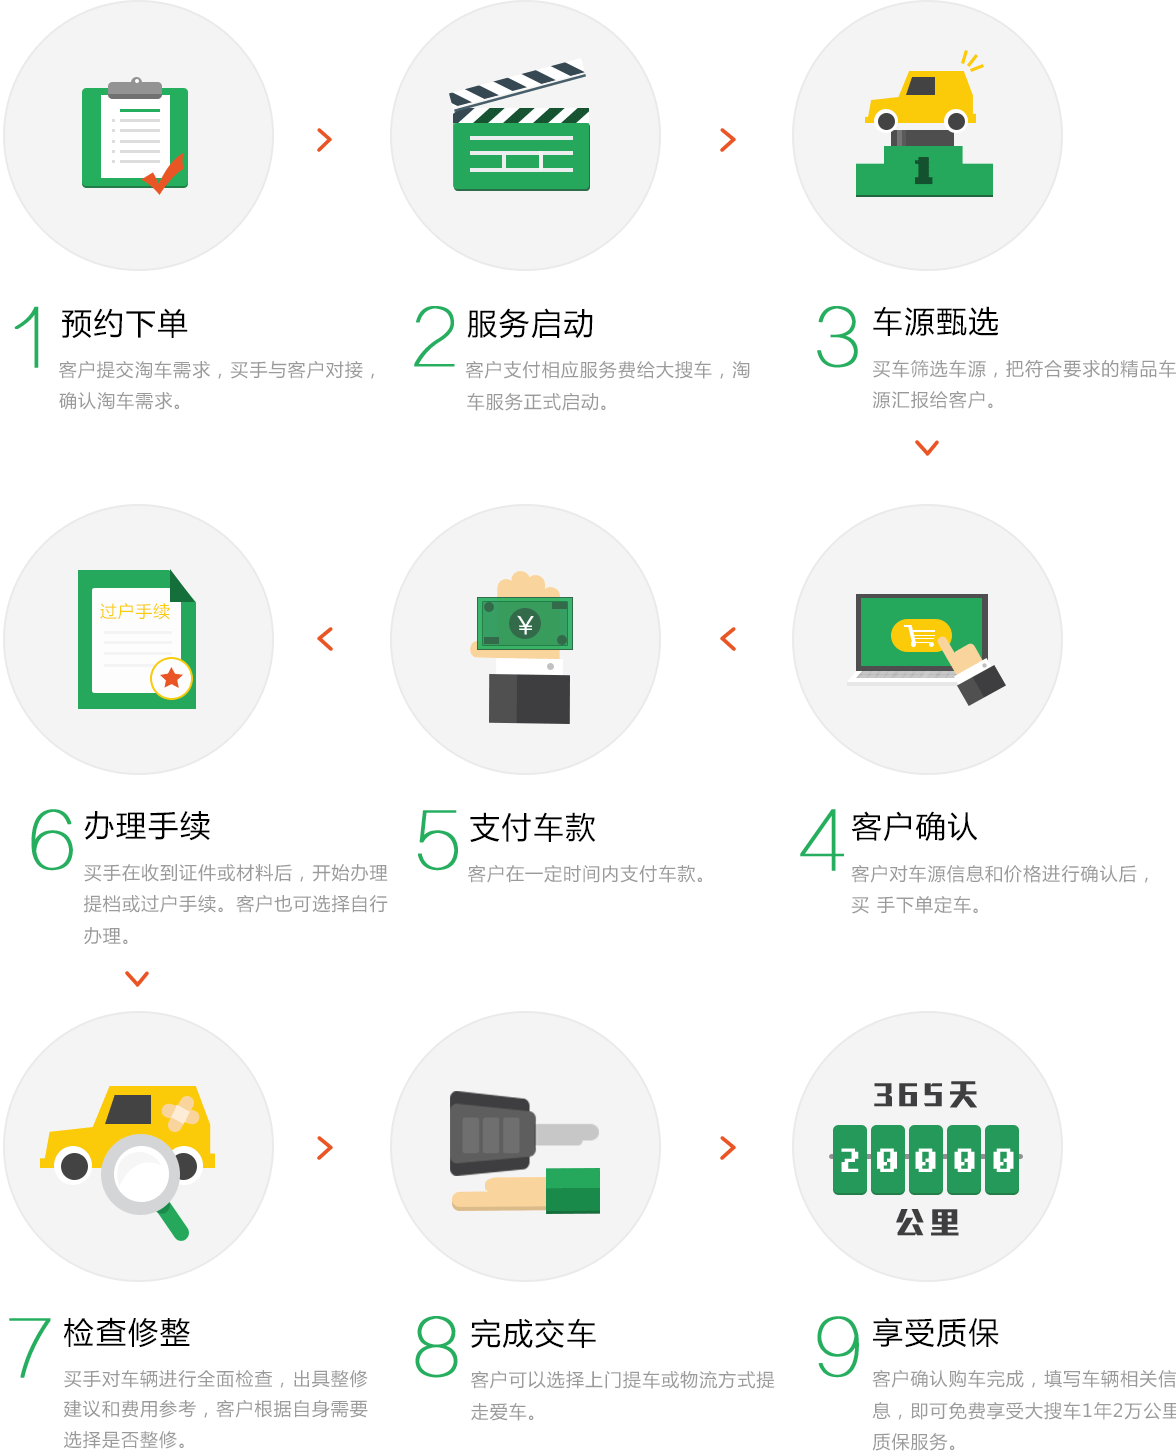 1 预约下单
客户提交淘车需求，买手与客户对接，
确认淘车需求。
2 服务启动
客户支付相应服务费给大搜车，淘
车服务正式启动。
1
3 车源甄选
买车筛选车源，把符合要求的精品车
源汇报给客户。
过户手续
6 办理手续
买手在收到证件或材料后，开始办理
提档或过户手续。客户也可选择自行
办理。
¥
5 支付车款
客户在一定时间内支付车款。
4 客户确认
客户对车源信息和价格进行确认后，
买 手下单定车。
7 检查修整
买手对车辆进行全面检查，出具整修
建议和费用参考，客户根据自身需要
选择是否整修。
8 完成交车
客户可以选择上门提车或物流方式提
走爱车。
365天
20000
公里
9 享受质保
客户确认购车完成，填写车辆相关信
息，即可免费享受大搜车1年2万公里
质保服务。